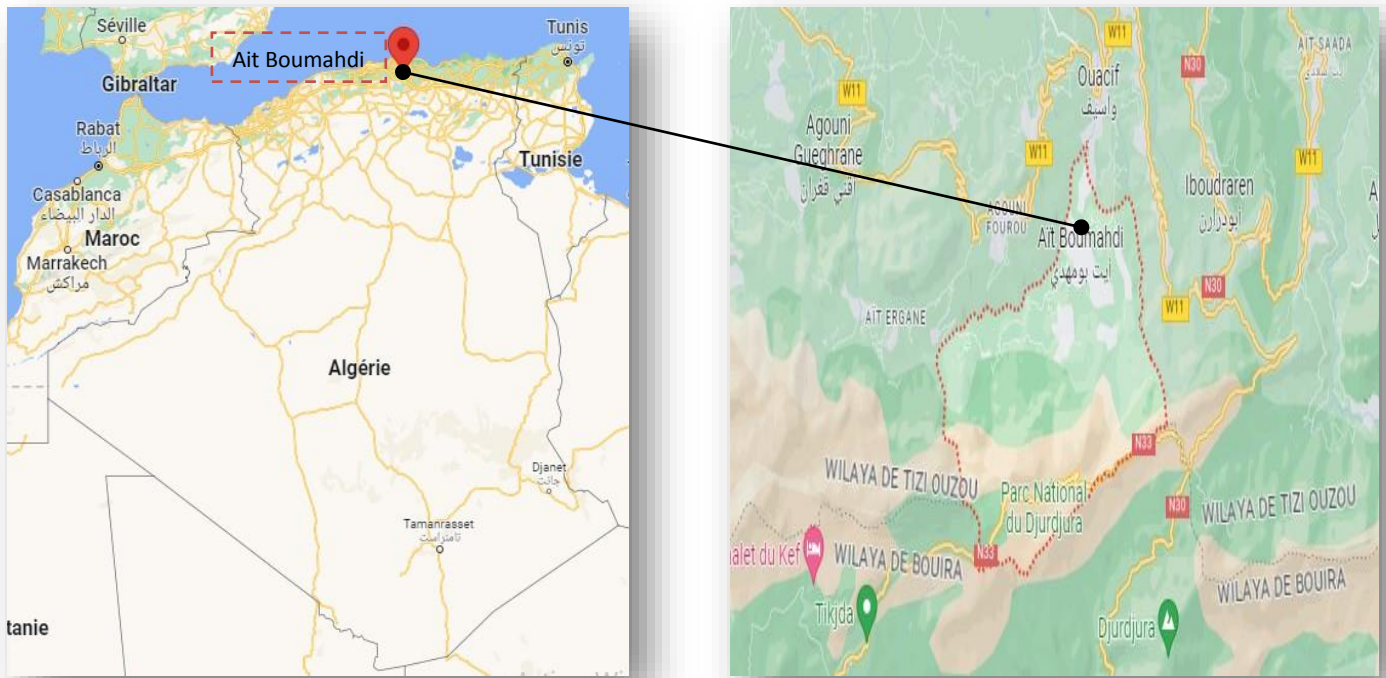 Séville
Gibraltar
Ait Boumahdi
Tunis
تونس
Rabat
الرباط
Casablanca
الدار البيضاء
Maroc
Marrakech
مراكش
Tunisie
Algérie
Djanet
جانت
Tamanrasset
تامنراست
tanie
W11
W11
Agouni
Gueghrane
أقني قغران
Ouacif
واسيف
W11
N30
AIT SAADA
W11
AGOUNI
FOUROU
Iboudraren
أبودرارن
Aït Boumahdi
آيت بومهدي
N30
W11
AÏT ERGANE
N33
WILAYA DE TIZI OUZOU
Parc National
du Djurdjura
N30
WILAYA DE TIZI OUZOU
alet du Kef
WILAYA DE BOUIRA
N33
WILAYA DE BOUIRA
Tikjda
Djurdjura